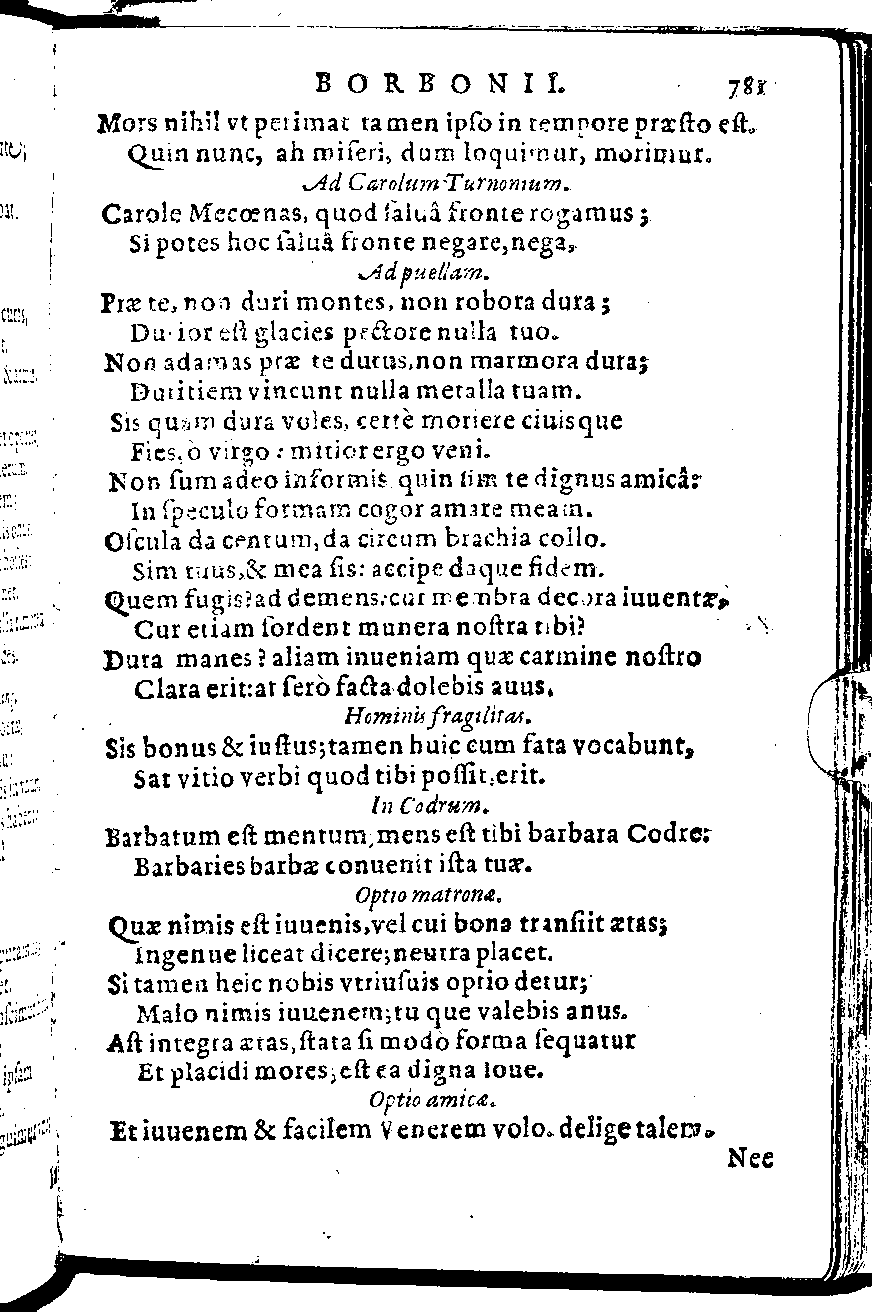 BORBONII. 781
Mors nihil vt perimat tamen ipſo in tempore præſto eſt.
Quin nunc, ah miſeri, dum loquimur, morimur.
Ad Carolum Turnonium.
Carole Mecœnas, quod ſaluâ fronte rogamus;
Si potes hoc ſaluâ fronte negare, nega.
Ad puellam.
Præ te, non duri montes, non robora dura;
Durior eſt glacies pectore nulla tuo.
Non adamas præ te durus, non marmora dura;
Duritiem vincunt nulla metalla tuam.
Sis quam dura voles, certè moriere ciuisque
Fies, ò virgo: mitior ergo veni.
Non ſum adeo informis quin ſim te dignus amicâ:
In ſpeculo formam cogor amare meam.
Oſcula da centum, da circum brachia collo.
Sim tuus, & mea ſis: accipe daque fidem.
Quem fugis? ad demens: cur membra decora iuuentæ,
Cur etiam ſordent munera noſtra tibi?
Dura manes? aliam inueniam quæ carmine noſtro
Clara erit: at ſerò facta dolebis auus.
Hominis fragilitas.
Sis bonus & iuſtus; tamen huic cum fata vocabunt,
Sat vitio verbi quod tibi poſſit, erit.
In Codrum.
Barbatum eſt mentum, mens eſt tibi barbara Codre:
Barbaries barbæ conuenit iſta tuæ.
Optio matronæ.
Quæ nimis eſt iuuenis, vel cui bona tranſiit ætas;
Ingenue liceat dicere; neutra placet.
Si tamen heic nobis vtriuſuis optio detur;
Malo nimis iuuenem; tu que valebis anus.
Aſt integra ætas, ſtata ſi modò forma ſequatur
Et placidi mores; eſt ea digna Ioue.
Optio amicæ.
Et iuuenem & facilem Venerem volo. delige talem.
Nec